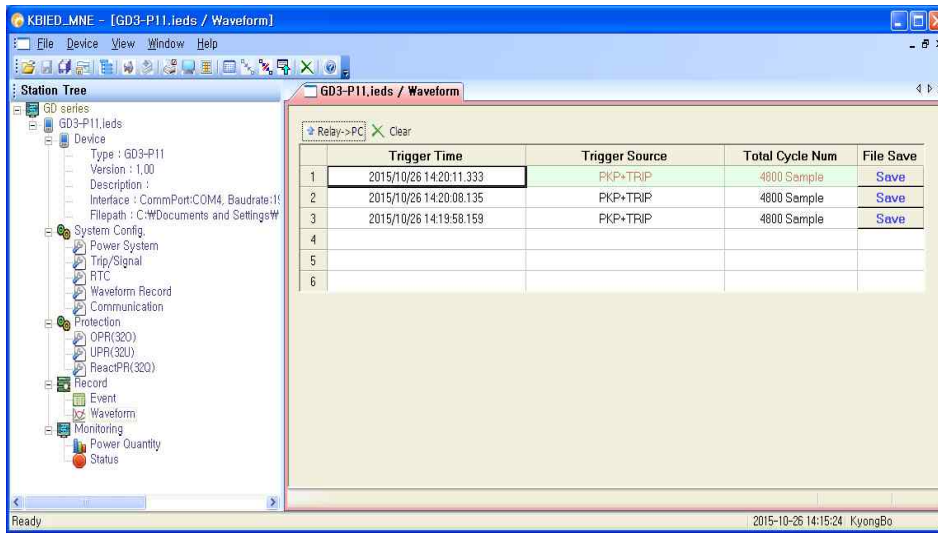 KBIED_MNE - [GD3-P11.ieds / Waveform]
File Device View Window Help
Station Tree
GD series
GD3-P11.ieds
Device
Type : GD3-P11
Version : 1,00
Description :
Interface : CommPort:COM4, Baudrate:1
Filepath : C:₩Documents and Settings₩
System Config,
Power System
Trip/Signal
RTC
Waveform Record
Communication
Protection
OPR(32O)
UPR(32U)
ReactPR(32Q)
Record
Event
Waveform
Monitoring
Power Quantity
Status
GD3-P11.ieds / Waveform
Relay->PC Clear
Trigger Time Trigger Source Total Cycle Num File Save
1 2015/10/26 14:20:11.333 PKP+TRIP 4800 Sample Save
2 2015/10/26 14:20:08.135 PKP+TRIP 4800 Sample Save
3 2015/10/26 14:19:58.159 PKP+TRIP 4800 Sample Save
4
5
6
Ready 2015-10-26 14:15:24 KyongBo